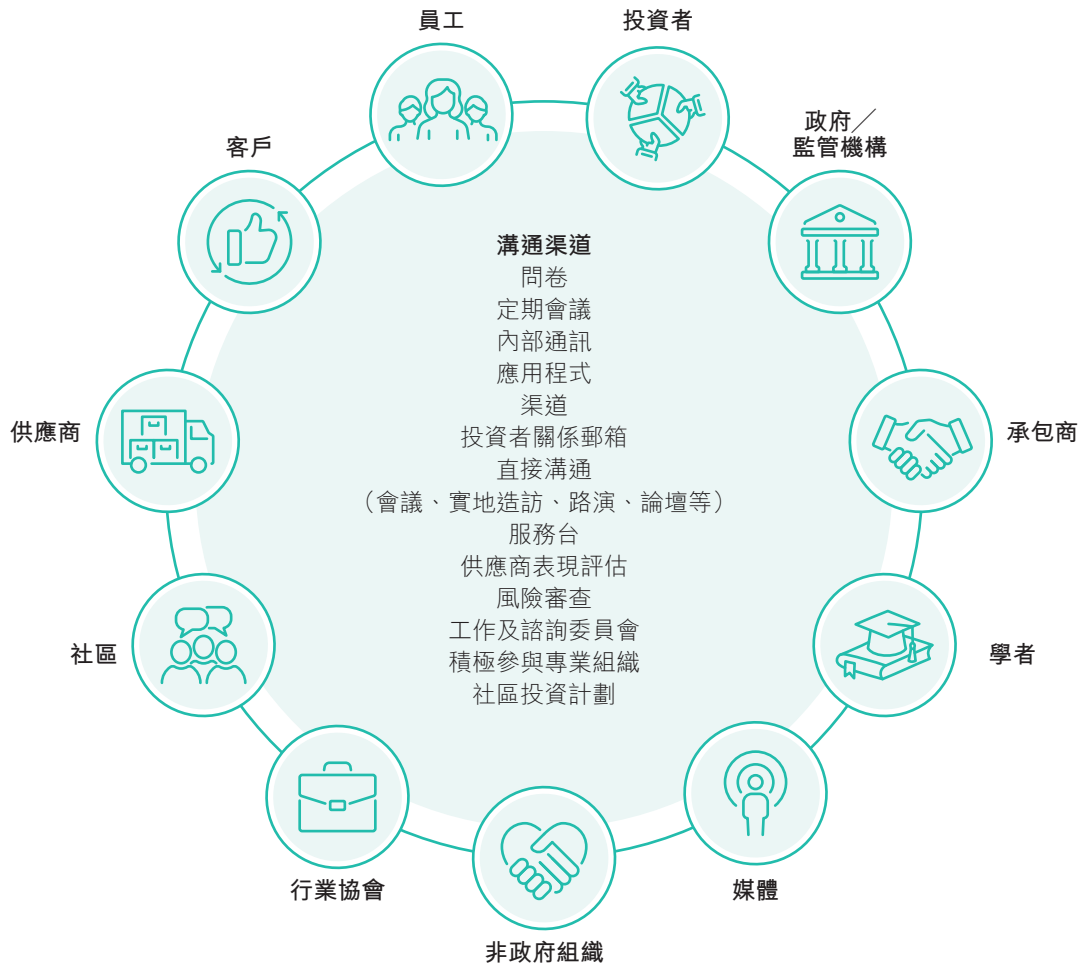 員工
投資者
政府／
監管機構
客戶
供應商
承包商
社區
學者
行業協會
媒體
非政府組織
溝通渠道
問卷
定期會議
內部通訊
應用程式
渠道
投資者關係郵箱
直接溝通
（會議、實地造訪、路演、論壇等）
服務台
供應商表現評估
風險審查
工作及諮詢委員會
積極參與專業組織
社區投資計劃